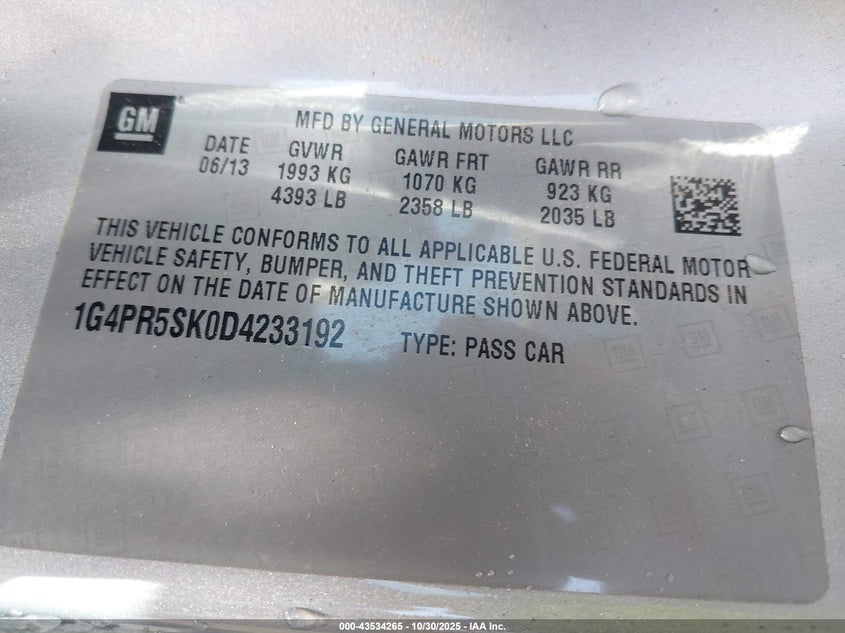 GM
MFD BY GENERAL MOTORS LLC
DATE GVWR GAWR FRT GAWR RR
06/13 1993 KG 1070 KG 923 KG
4393 LB 2358 LB 2035 LB
THIS VEHICLE CONFORMS TO ALL APPLICABLE U.S. FEDERAL MOTOR
VEHICLE SAFETY, BUMPER, AND THEFT PREVENTION STANDARDS IN
EFFECT ON THE DATE OF MANUFACTURE SHOWN ABOVE.
1G4PR5SK0D4233192 TYPE: PASS CAR
000-43534265 - 10/30/2025 - IAA Inc.